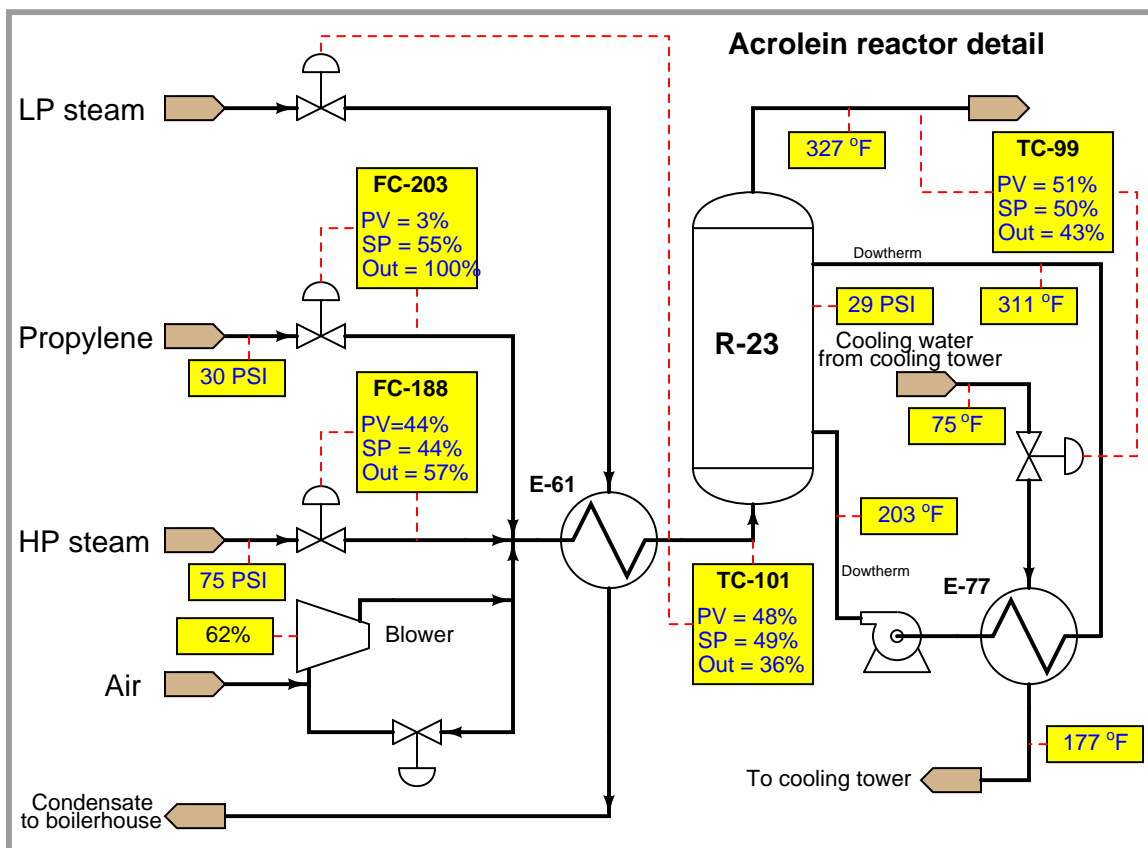 Acrolein reactor detail
LP steam
327 °F
TC-99
PV = 51%
SP = 50%
Out = 43%
FC-203
PV = 3%
SP = 55%
Out = 100%
Dowtherm
311 °F
29 PSI
Propylene
30 PSI
R-23
Cooling water
from cooling tower
75 °F
FC-188
PV=44%
SP = 44%
Out = 57%
E-61
203 °F
HP steam
75 PSI
Dowtherm
TC-101
PV = 48%
SP = 49%
Out = 36%
E-77
62%
Blower
Air
177 °F
To cooling tower
Condensate
to boilerhouse